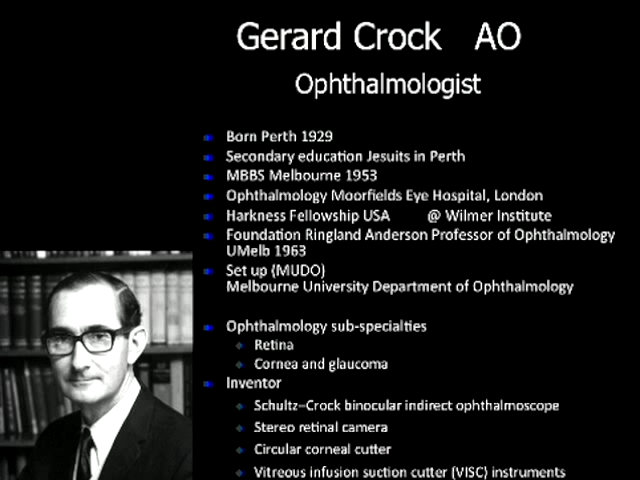 Gerard Crock AO
Ophthalmologist
Born Perth 1929
Secondary education Jesuits in Perth
MBBS Melbourne 1953
Ophthalmology Moorfields Eye Hospital, London
Harkness Fellowship USA @ Wilmer Institute
Foundation Ringland Anderson Professor of Ophthalmology
UMelb 1963
Set up (MUDO)
Melbourne University Department of Ophthalmology
Ophthalmology sub-specialties
Retina
Cornea and glaucoma
Inventor
Schultz–Crock binocular indirect ophthalmoscope
Stereo retinal camera
Circular corneal cutter
Vitreous infusion suction cutter (VISC) instruments